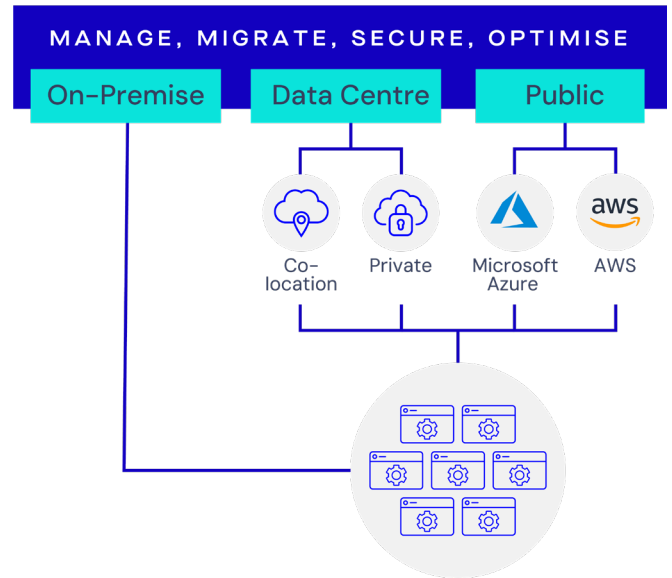 MANAGE, MIGRATE, SECURE, OPTIMISE
On-Premise
Data Centre
Public
aws
Co-
location
Private
Microsoft
Azure
AWS